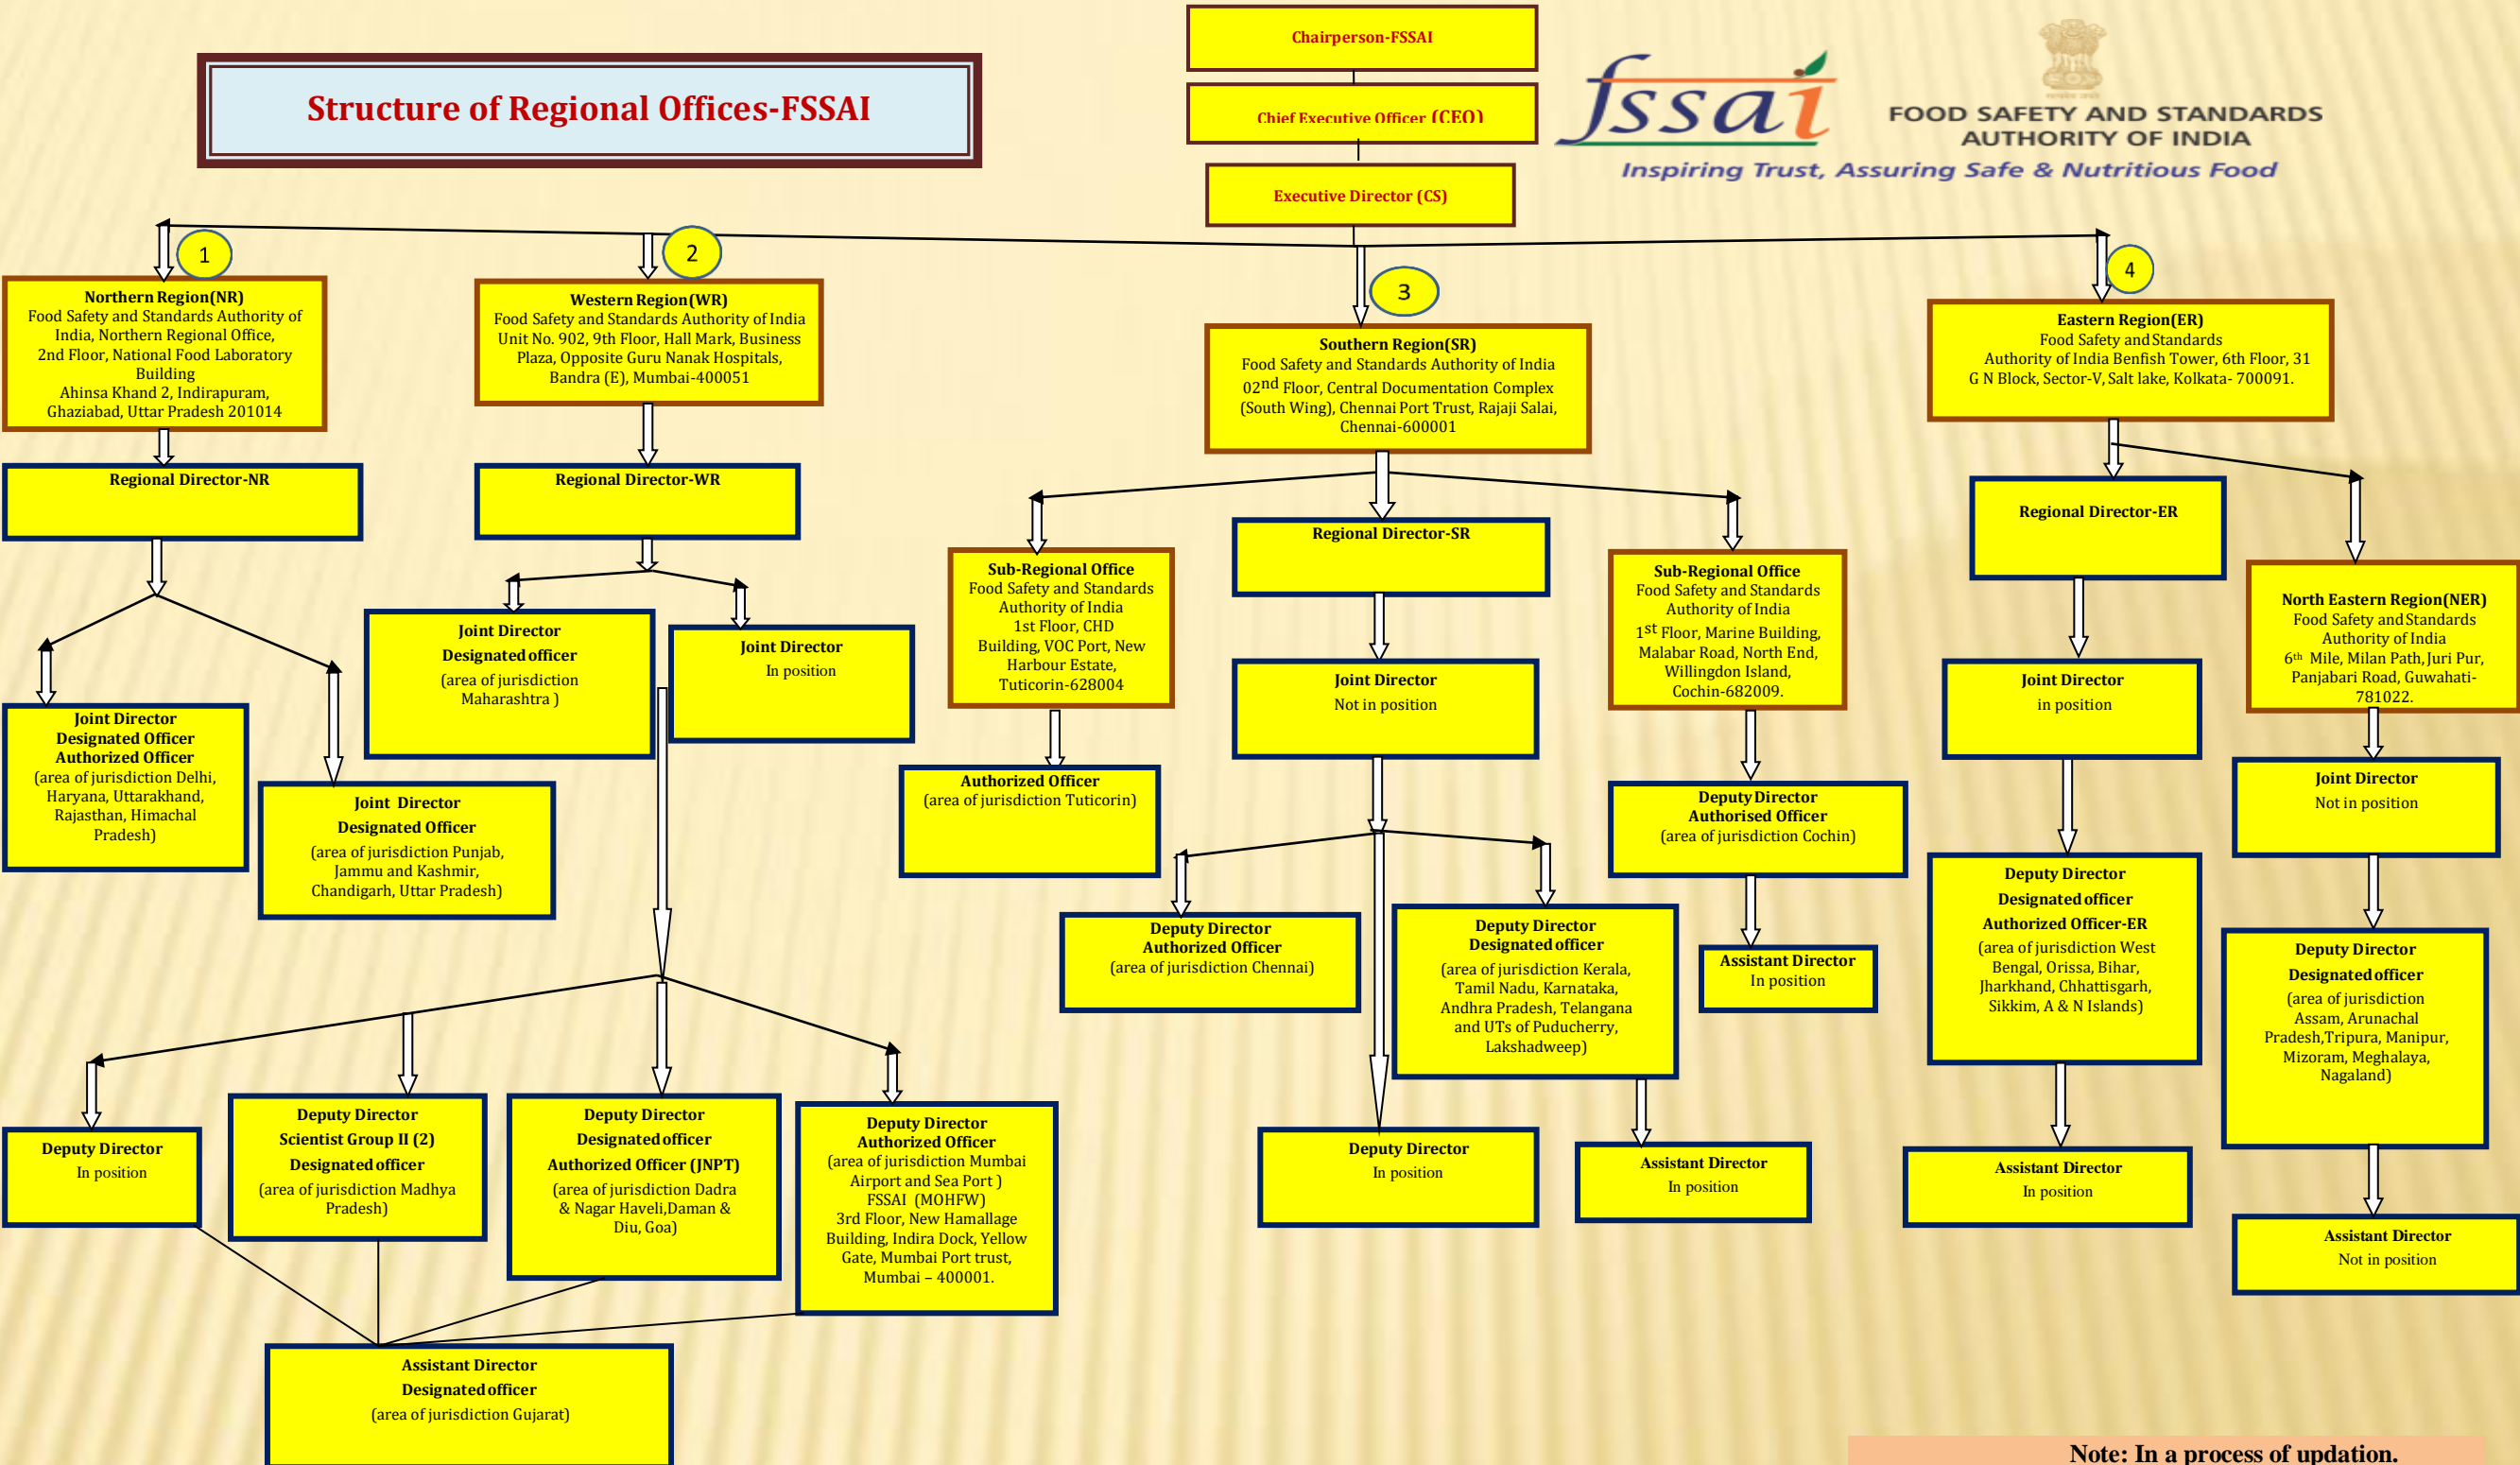 Structure of Regional Offices-FSSAI
Chairperson-FSSAI
Chief Executive Officer (CEO)
Executive Director (CS)
fssai
FOOD SAFETY AND STANDARDS
AUTHORITY OF INDIA
Inspiring Trust, Assuring Safe & Nutritious Food
1
Northern Region(NR)
Food Safety and Standards Authority of
India, Northern Regional Office,
2nd Floor, National Food Laboratory
Building
Ahinsa Khand 2, Indirapuram,
Ghaziabad, Uttar Pradesh 201014
Regional Director-NR
Joint Director
Designated Officer
Authorized Officer
(area of jurisdiction Delhi,
Haryana, Uttarakhand,
Rajasthan, Himachal
Pradesh)
Joint Director
Designated Officer
(area of jurisdiction Punjab,
Jammu and Kashmir,
Chandigarh, Uttar Pradesh)
2
Western Region(WR)
Food Safety and Standards Authority of India
Unit No. 902, 9th Floor, Hall Mark, Business
Plaza, Opposite Guru Nanak Hospitals,
Bandra (E), Mumbai-400051
Regional Director-WR
Joint Director
Designated officer
(area of jurisdiction
Maharashtra )
Joint Director
In position
Deputy Director
In position
Deputy Director
Scientist Group II (2)
Designated officer
(area of jurisdiction Madhya
Pradesh)
Deputy Director
Designated officer
Authorized Officer (JNPT)
(area of jurisdiction Dadra
& Nagar Haveli,Daman &
Diu, Goa)
Deputy Director
Authorized Officer
(area of jurisdiction Mumbai
Airport and Sea Port )
FSSAI (MOHFW)
3rd Floor, New Hamallage
Building, Indira Dock, Yellow
Gate, Mumbai Port trust,
Mumbai – 400001.
Assistant Director
Designated officer
(area of jurisdiction Gujarat)
3
Southern Region(SR)
Food Safety and Standards Authority of India
02nd Floor, Central Documentation Complex
(South Wing), Chennai Port Trust, Rajaji Salai,
Chennai-600001
Sub-Regional Office
Food Safety and Standards
Authority of India
1st Floor, CHD
Building, VOC Port, New
Harbour Estate,
Tuticorin-628004
Authorized Officer
(area of jurisdiction Tuticorin)
Regional Director-SR
Joint Director
Not in position
Deputy Director
Authorized Officer
(area of jurisdiction Chennai)
Deputy Director
In position
Deputy Director
Designated officer
(area of jurisdiction Kerala,
Tamil Nadu, Karnataka,
Andhra Pradesh, Telangana
and UTs of Puducherry,
Lakshadweep)
Assistant Director
In position
Sub-Regional Office
Food Safety and Standards
Authority of India
1st Floor, Marine Building,
Malabar Road, North End,
Willingdon Island,
Cochin-682009.
Deputy Director
Authorised Officer
(area of jurisdiction Cochin)
Assistant Director
In position
4
Eastern Region(ER)
Food Safety and Standards
Authority of India Benfish Tower, 6th Floor, 31
G N Block, Sector-V, Salt lake, Kolkata- 700091.
Regional Director-ER
Joint Director
in position
Deputy Director
Designated officer
Authorized Officer-ER
(area of jurisdiction West
Bengal, Orissa, Bihar,
Jharkhand, Chhattisgarh,
Sikkim, A & N Islands)
Assistant Director
In position
North Eastern Region(NER)
Food Safety and Standards
Authority of India
6th Mile, Milan Path, Juri Pur,
Panjabari Road, Guwahati-
781022.
Joint Director
Not in position
Deputy Director
Designated officer
(area of jurisdiction
Assam, Arunachal
Pradesh,Tripura, Manipur,
Mizoram, Meghalaya,
Nagaland)
Assistant Director
Not in position
Note: In a process of updation.